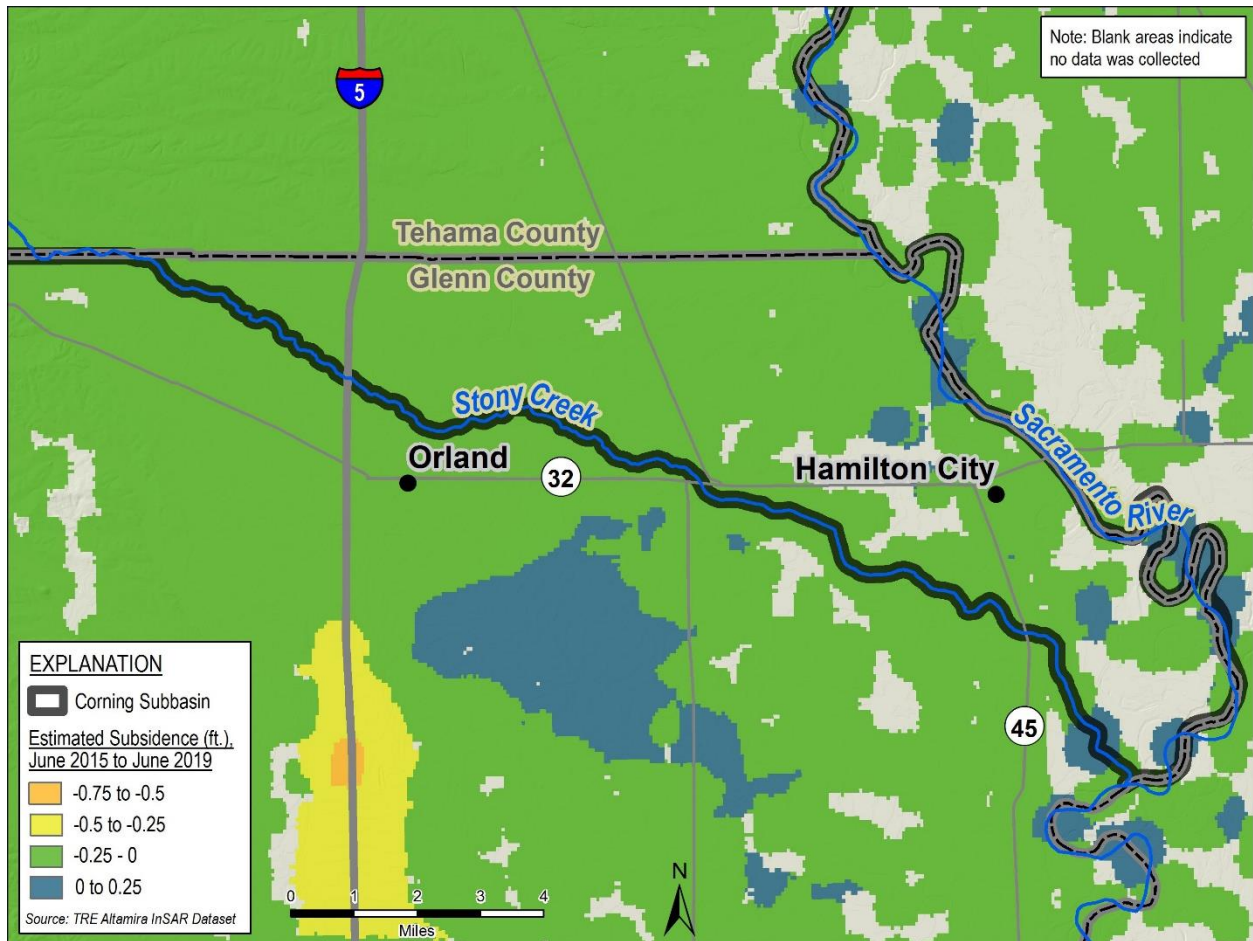 Note: Blank areas indicate
no data was collected
5
Tehama County
Glenn County
Stony Creek
Orland
32
Hamilton City
Sacramento River
45
EXPLANATION
Corning Subbasin
Estimated Subsidence (ft.),
June 2015 to June 2019
-0.75 to -0.5
-0.5 to -0.25
-0.25 - 0
0 to 0.25
Source: TRE Altamira InSAR Dataset
0 1 2 3 4
Miles
N